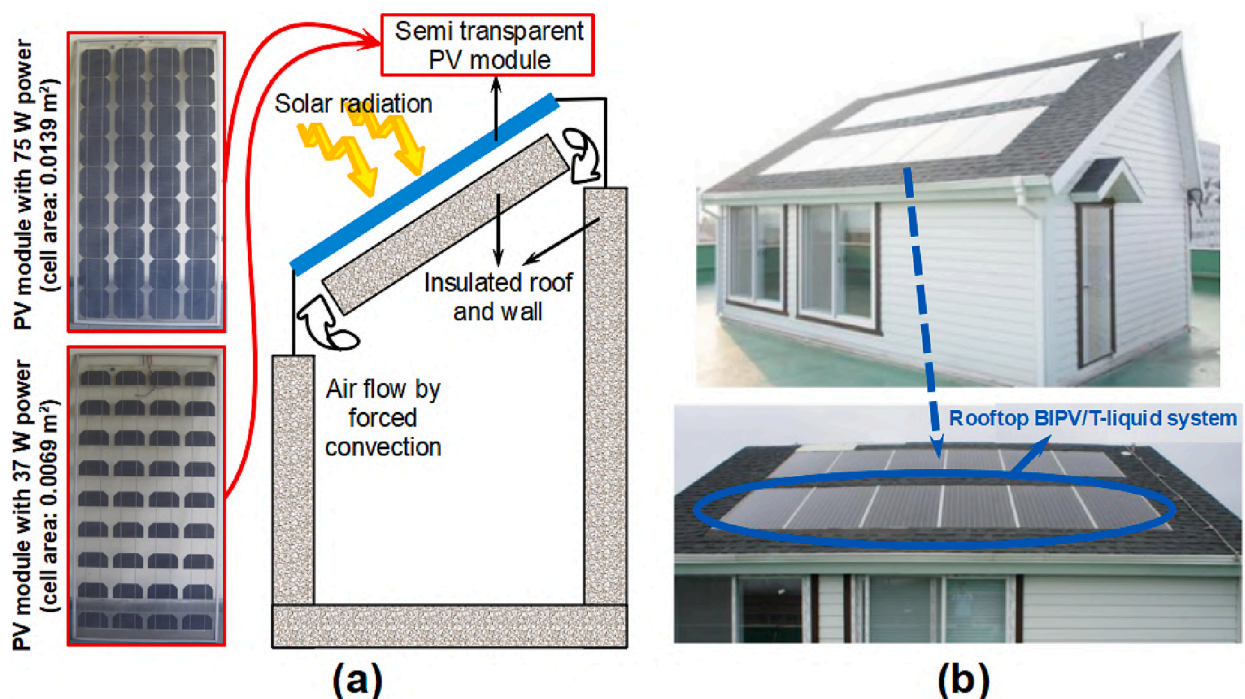 PV module with 75 W power
(cell area: 0.0139 m²)
PV module with 37 W power
(cell area: 0.0069 m²)
Semi transparent
PV module
Solar radiation
Insulated roof
and wall
Air flow by
forced
convection
(a)
Rooftop BIPV/T-liquid system
(b)